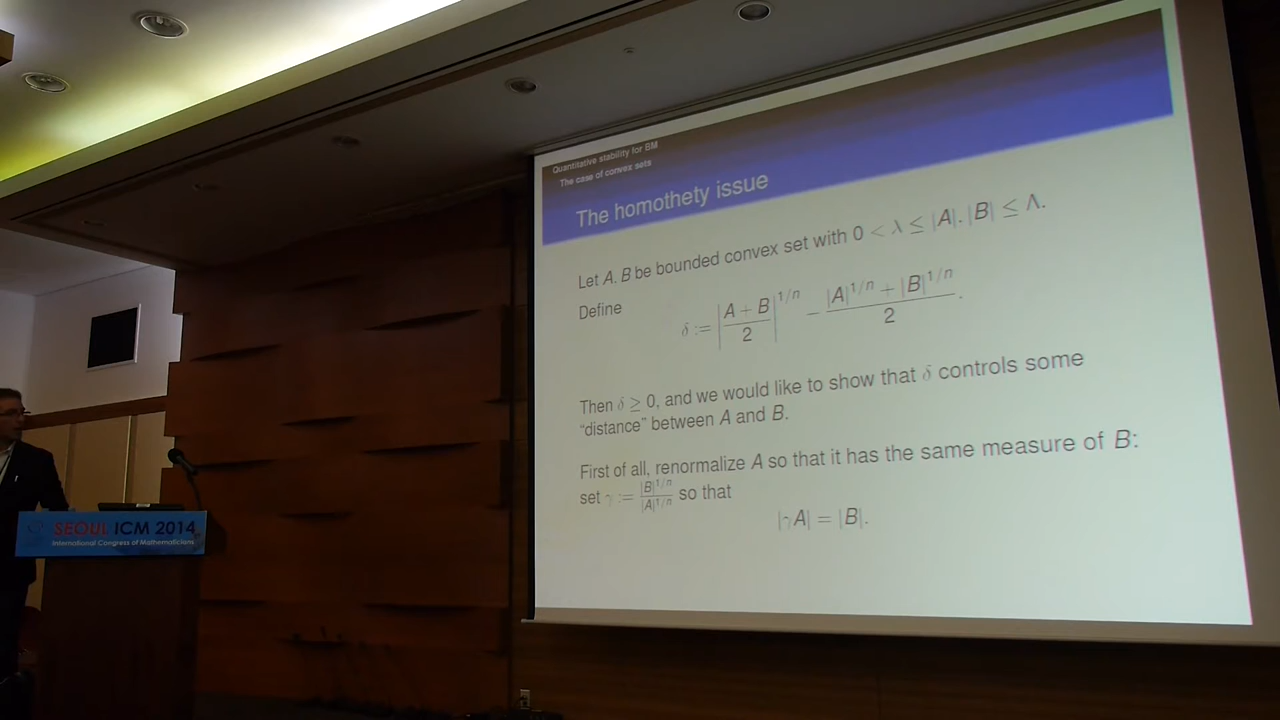 Quantitative stability for BM
The case of convex sets
The homothety issue
Let A, B be bounded convex set with 0 < λ ≤ |A|, |B| ≤ Λ.
Define
δ := |A + B / 2|^{1/n} − |A|^{1/n} + |B|^{1/n} / 2.
Then δ ≥ 0, and we would like to show that δ controls some
"distance" between A and B.
First of all, renormalize A so that it has the same measure of B:
set γ := |B|^{1/n} / |A|^{1/n} so that
|γA| = |B|.
SEOUL ICM 2014
International Congress of Mathematicians